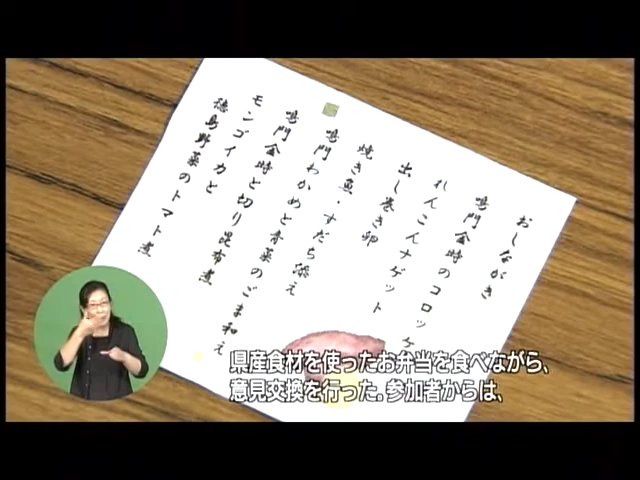 おしながき
鳴門金時のコロッケ
れんこんナゲット
出し巻き卵
焼き魚・すだち添え
鳴門わかめと青菜のごま和え
鳴門金時と切り昆布煮
モンゴイカと
徳島野菜のトマト煮
県産食材を使ったお弁当を食べながら、
意見交換を行った。参加者からは、